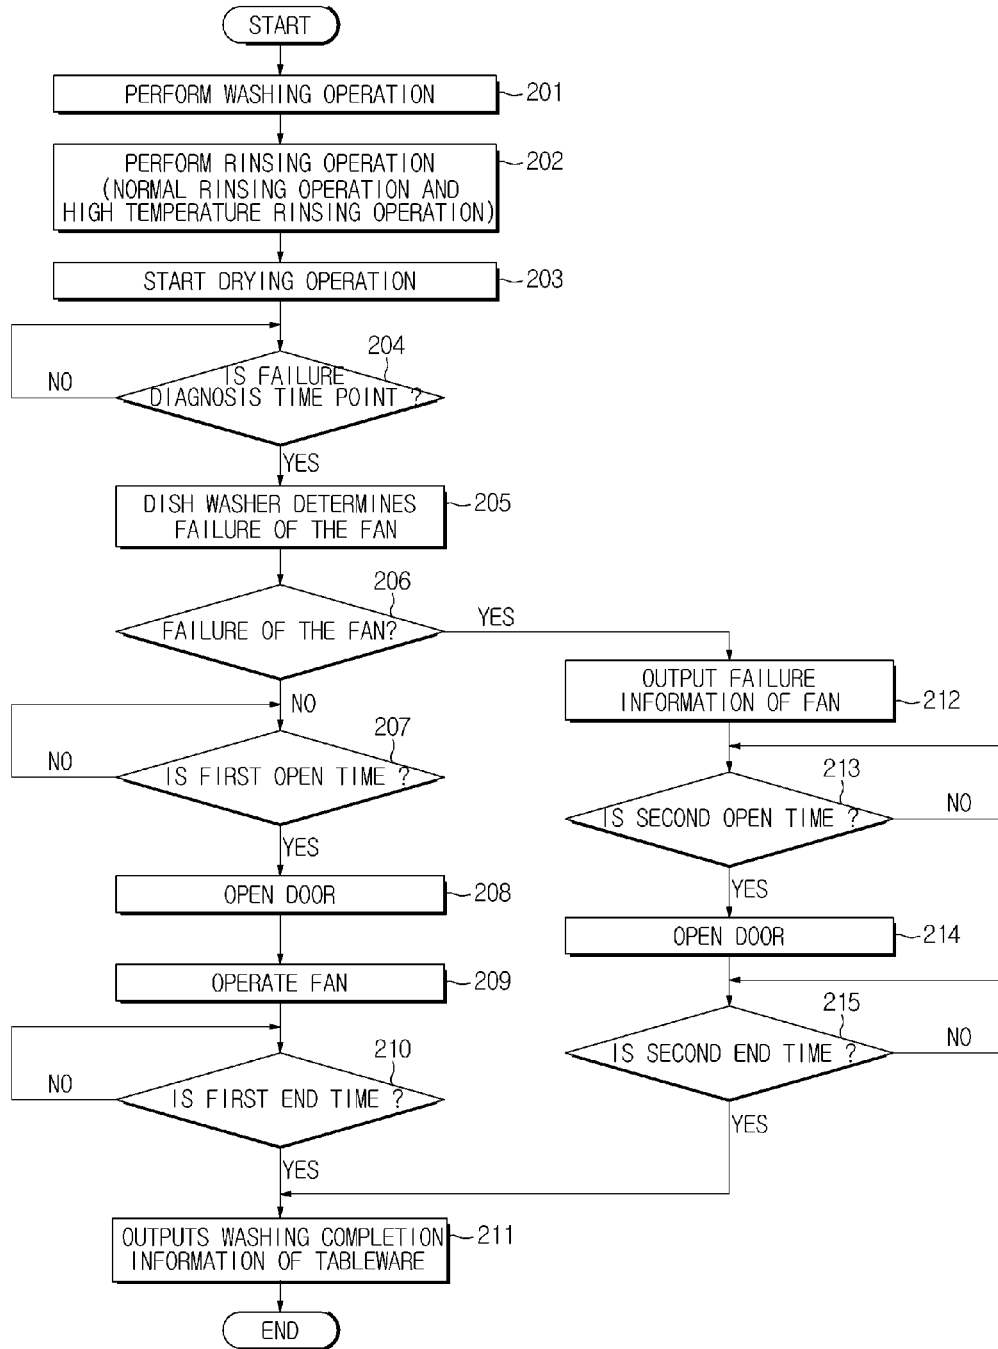 START
PERFORM WASHING OPERATION
201
PERFORM RINSING OPERATION
(NORMAL RINSING OPERATION AND
HIGH TEMPERATURE RINSING OPERATION)
202
START DRYING OPERATION
203
204
IS FAILURE
DIAGNOSIS TIME POINT ?
NO
YES
DISH WASHER DETERMINES
FAILURE OF THE FAN
205
206
FAILURE OF THE FAN?
YES
NO
207
IS FIRST OPEN TIME ?
NO
YES
OPEN DOOR
208
OPERATE FAN
209
210
IS FIRST END TIME ?
NO
YES
OUTPUT FAILURE
INFORMATION OF FAN
212
213
IS SECOND OPEN TIME ?
NO
YES
OPEN DOOR
214
215
IS SECOND END TIME ?
NO
YES
OUTPUTS WASHING COMPLETION
INFORMATION OF TABLEWARE
211
END